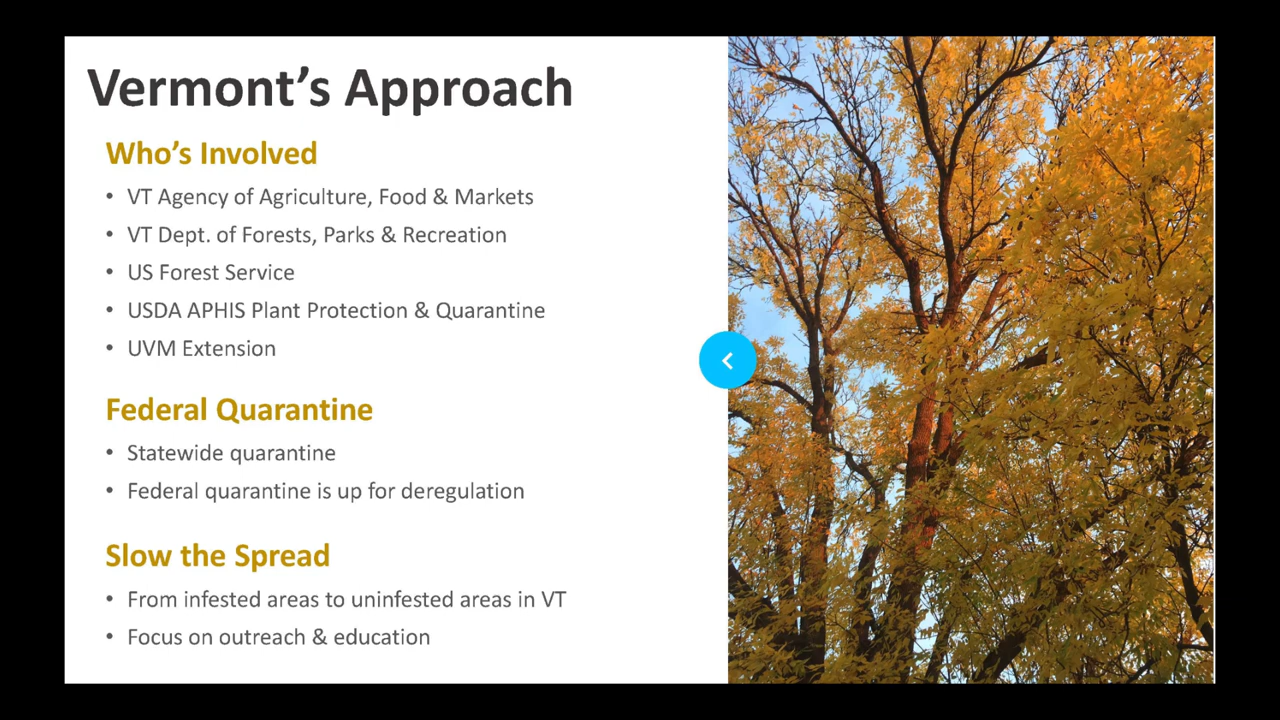 Vermont’s Approach
Who’s Involved
• VT Agency of Agriculture, Food & Markets
• VT Dept. of Forests, Parks & Recreation
• US Forest Service
• USDA APHIS Plant Protection & Quarantine
• UVM Extension
Federal Quarantine
• Statewide quarantine
• Federal quarantine is up for deregulation
Slow the Spread
• From infested areas to uninfested areas in VT
• Focus on outreach & education